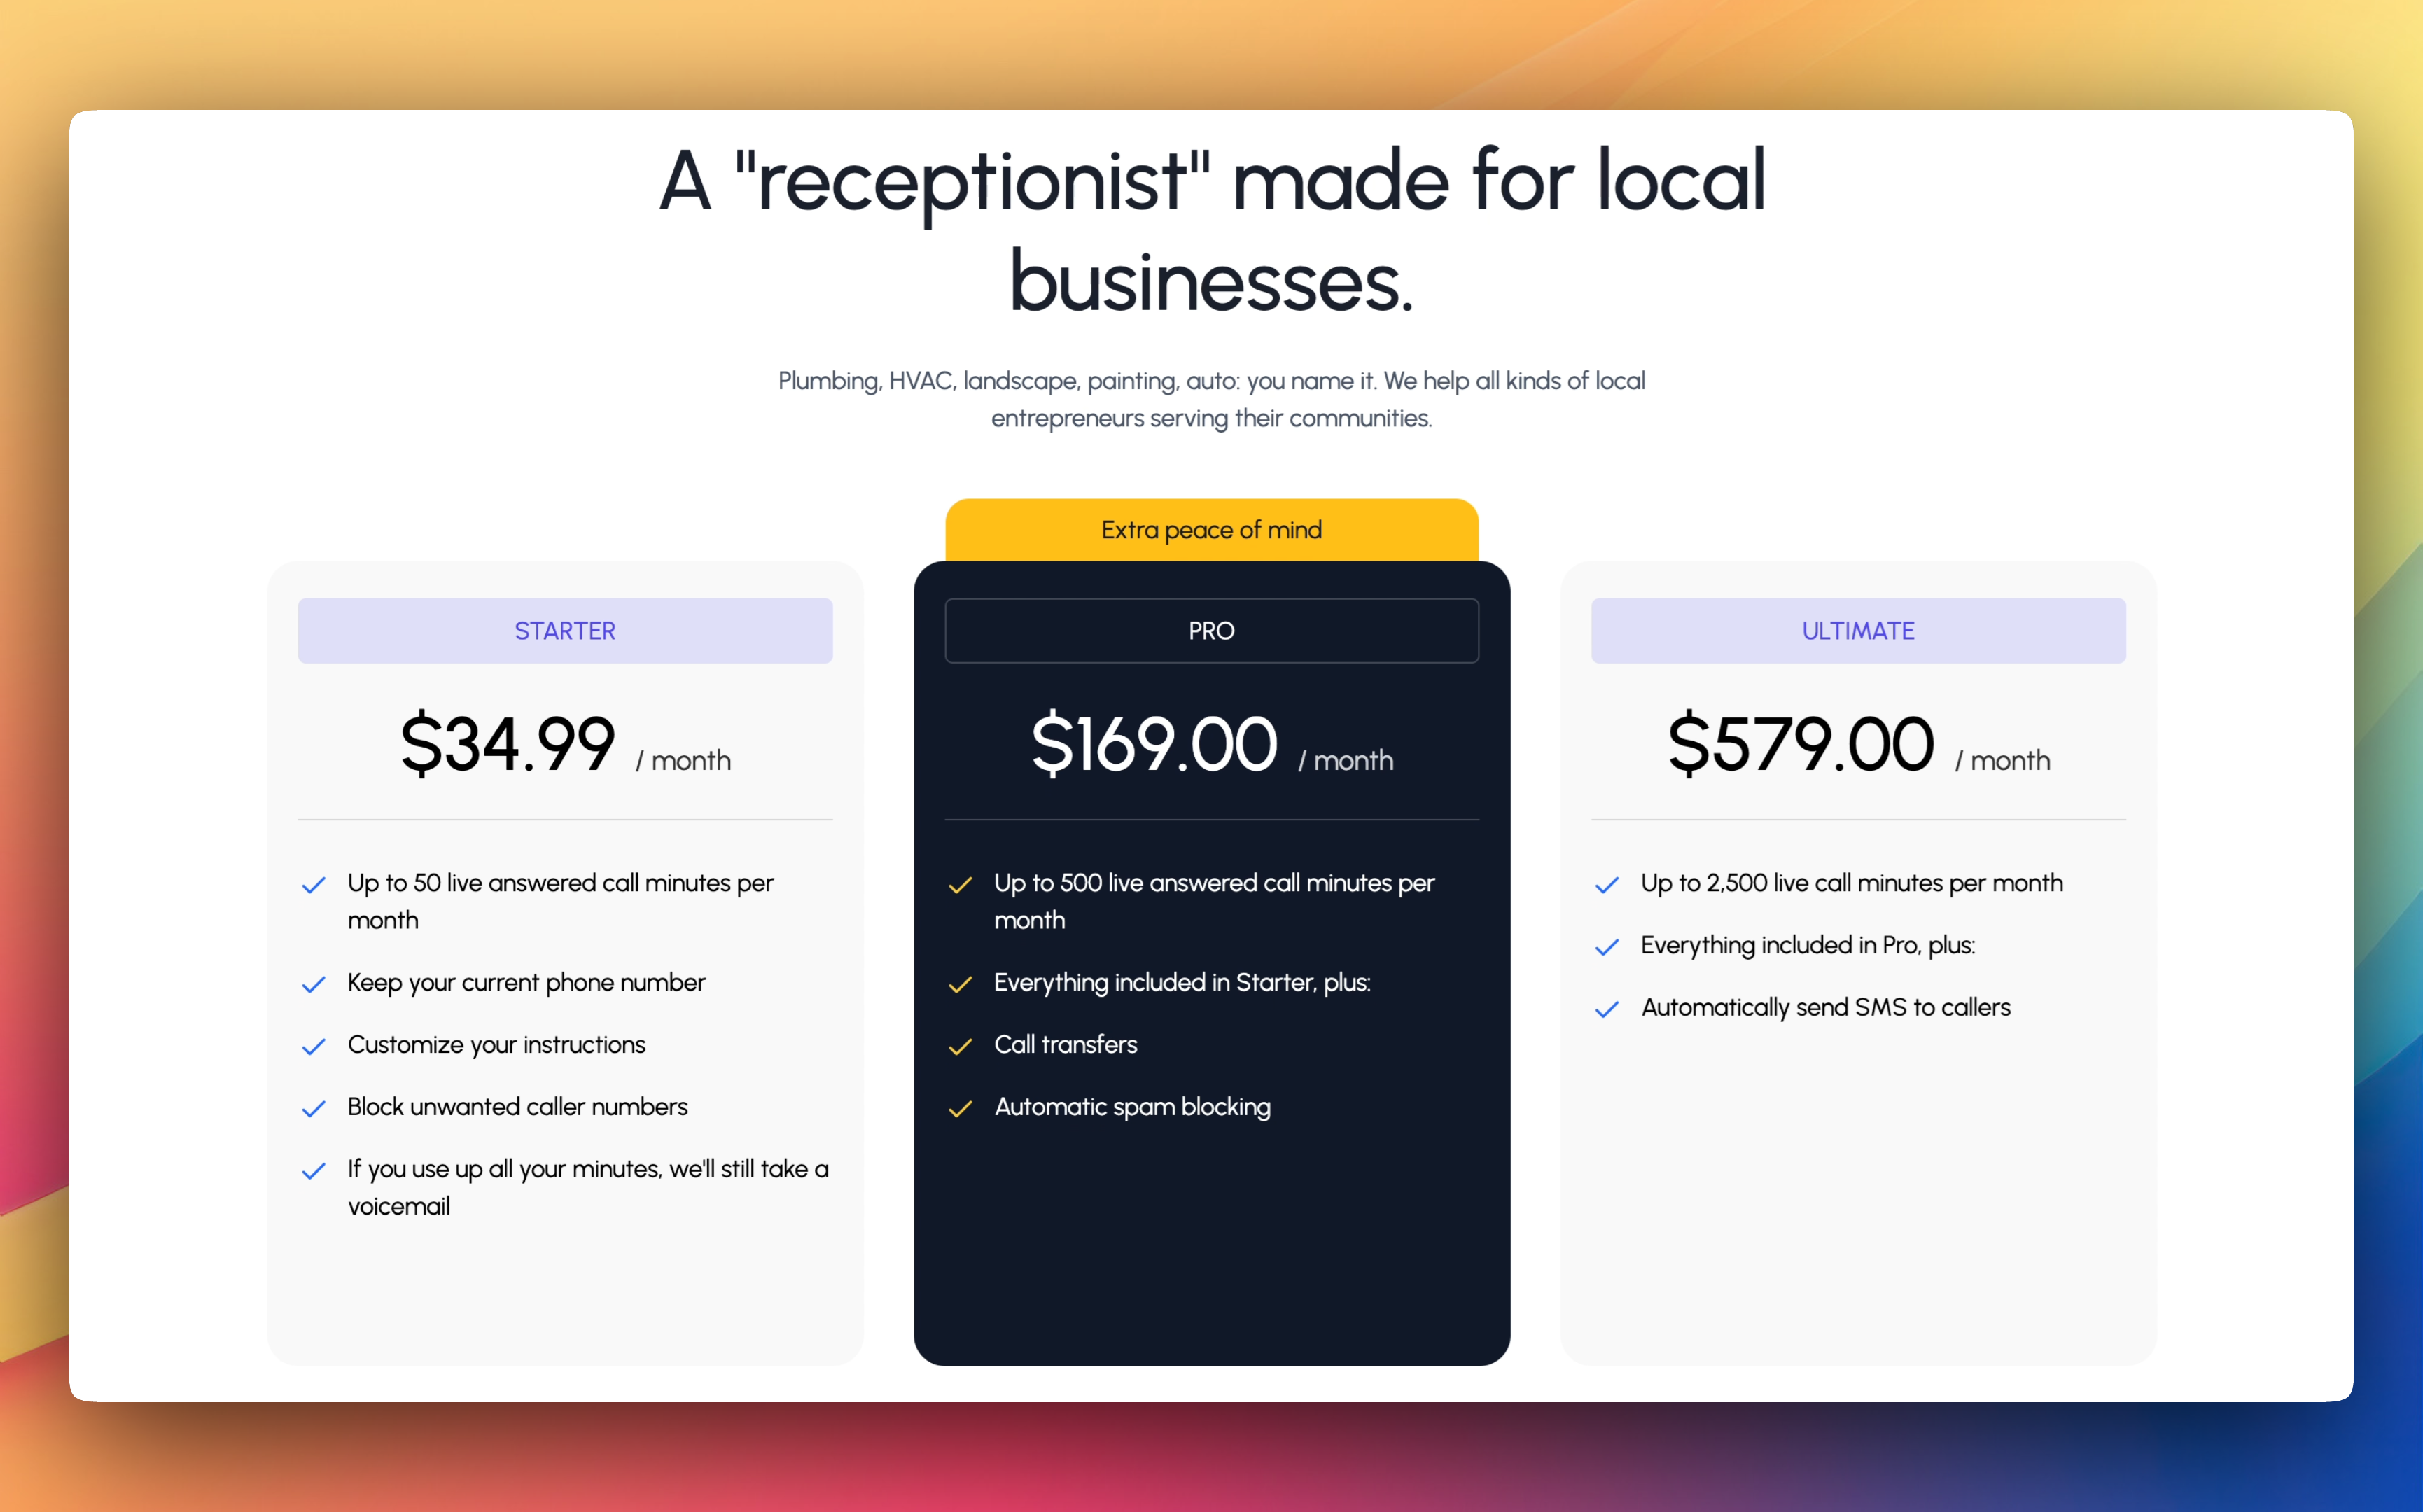 A "receptionist" made for local
businesses.
Plumbing, HVAC, landscape, painting, auto: you name it. We help all kinds of local
entrepreneurs serving their communities.
STARTER
$34.99 / month
Up to 50 live answered call minutes per
month
Keep your current phone number
Customize your instructions
Block unwanted caller numbers
If you use up all your minutes, we'll still take a
voicemail
Extra peace of mind
PRO
$169.00 / month
Up to 500 live answered call minutes per
month
Everything included in Starter, plus:
Call transfers
Automatic spam blocking
ULTIMATE
$579.00 / month
Up to 2,500 live call minutes per month
Everything included in Pro, plus:
Automatically send SMS to callers